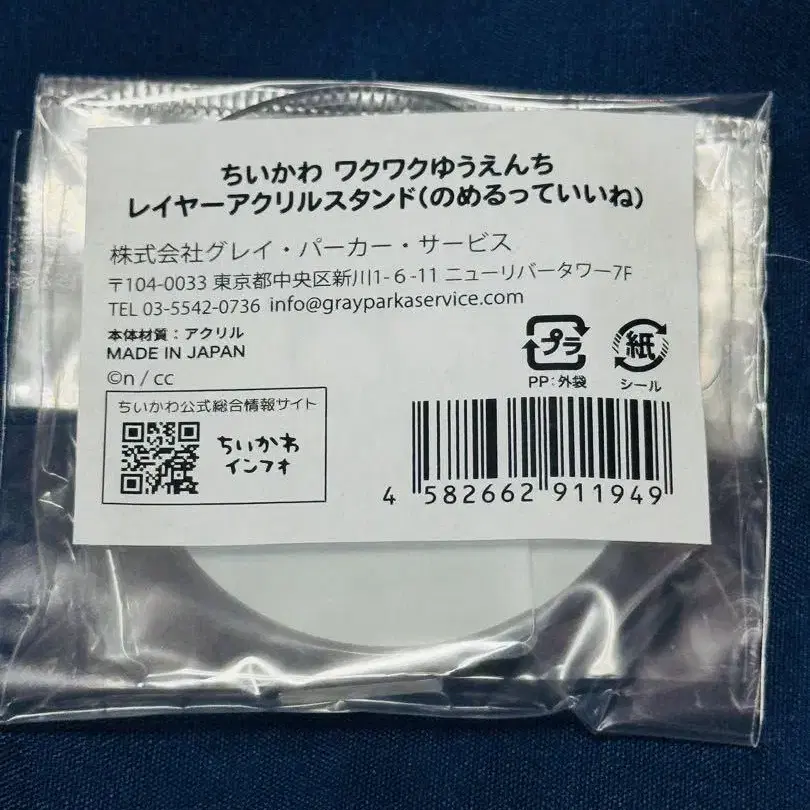 ちいかわ ワクワクゆうえんち
レイヤーアクリルスタンド(のめるっていいね)
株式会社グレイ・パーカー・サービス
〒104-0033 東京都中央区新川1-6-11 ニューリバータワー7F
TEL 03-5542-0736 info@grayparkaservice.com
本体材質：アクリル
MADE IN JAPAN
©n / cc
プラ
PP：外袋
紙
シール
ちいかわ公式総合情報サイト
ちいかわ
インフォ
4 582662 911949